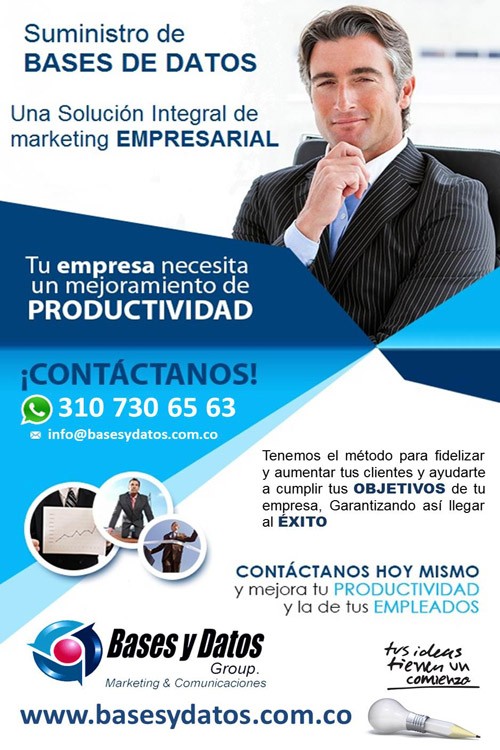 Suministro de
BASES DE DATOS
Una Solución Integral de
marketing EMPRESARIAL
Tu empresa necesita
un mejoramiento de
PRODUCTIVIDAD
¡CONTÁCTANOS!
310 730 65 63
info@basesydatos.com.co
Tenemos el método para fidelizar
y aumentar tus clientes y ayudarte
a cumplir tus OBJETIVOS de tu
empresa, Garantizando así llegar
al ÉXITO
CONTÁCTANOS HOY MISMO
y mejora tu PRODUCTIVIDAD
y la de tus EMPLEADOS
Bases y Datos
Group.
Marketing & Comunicaciones
tus ideas
tienen un
comienzo
www.basesydatos.com.co